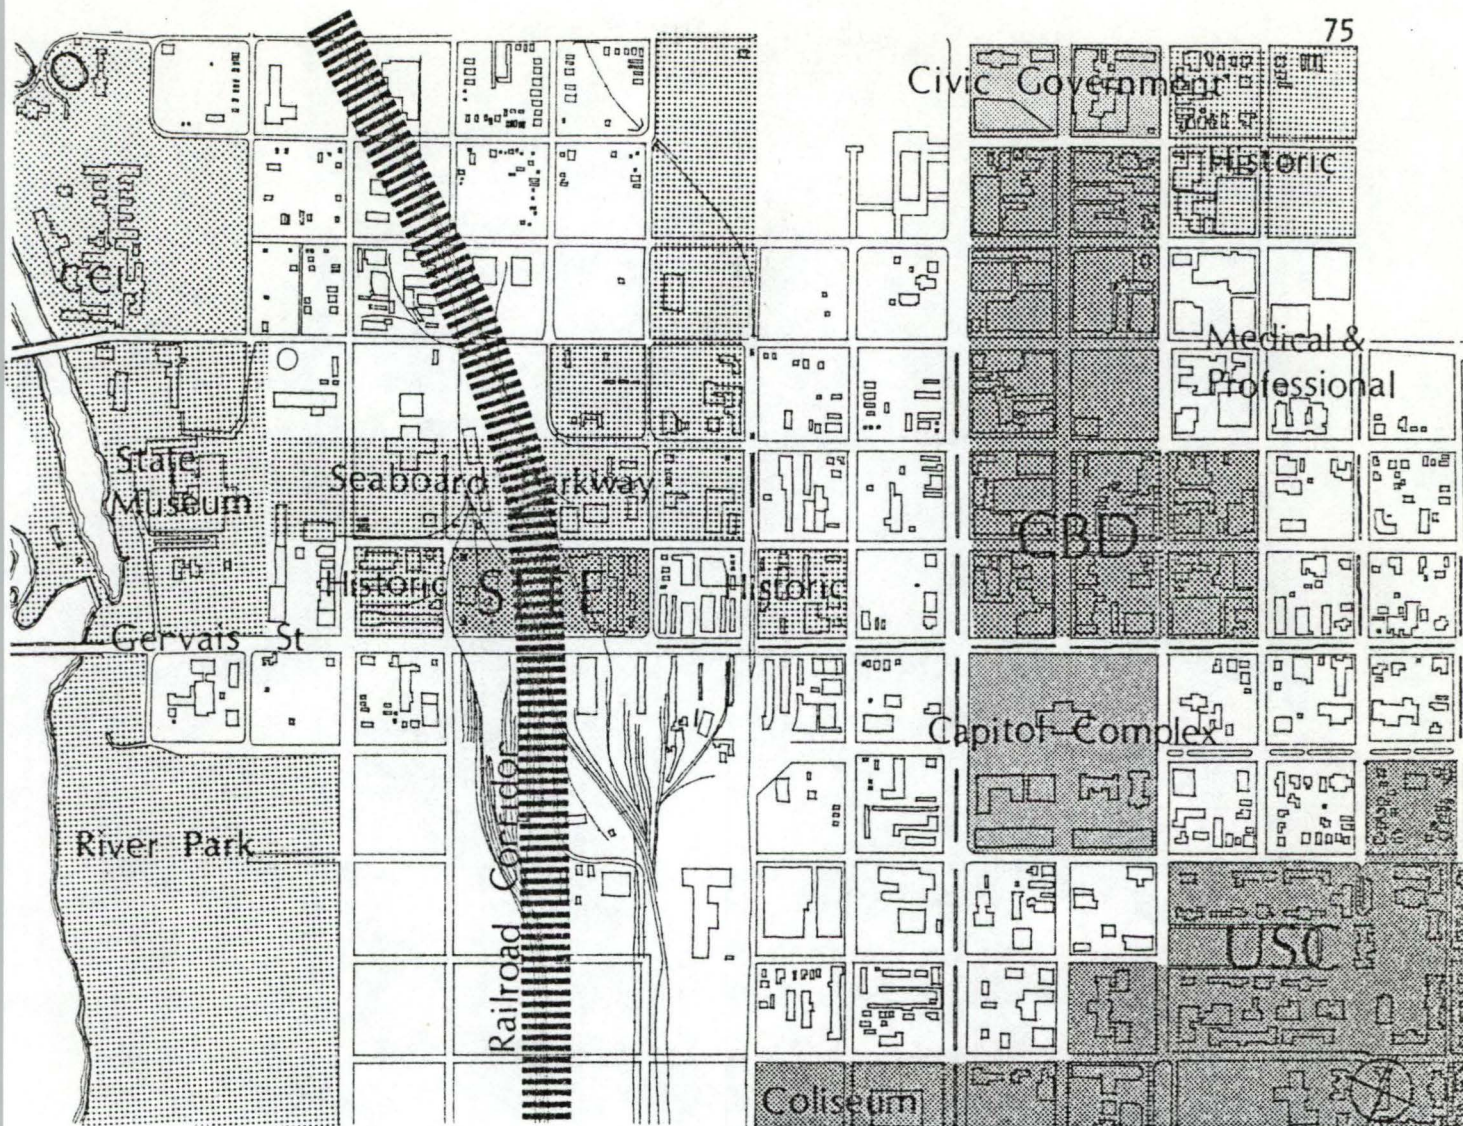 75
Civic Government
Historic
CCI
Medical &
Professional
State
Museum
Seaboard Parkway
CBD
Historic
SITE
Historic
Gervais St
Capitol Complex
Railroad Corridor
River Park
USC
Coliseum